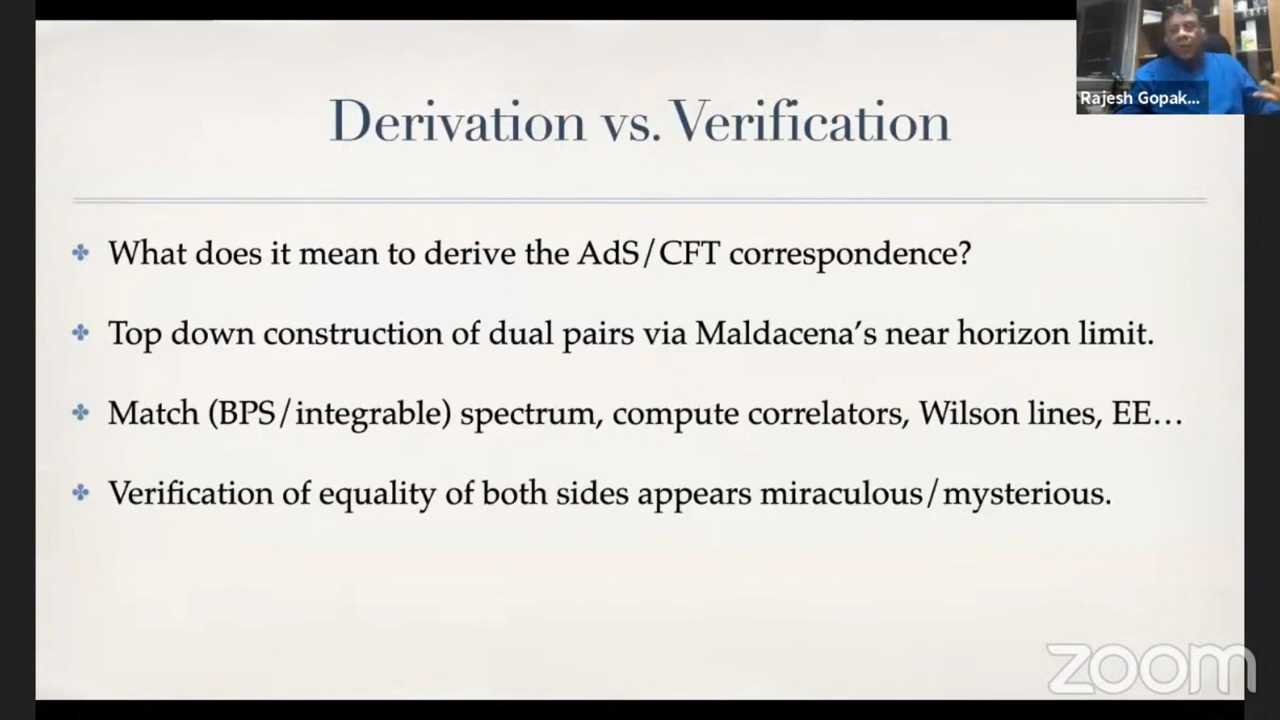 Rajesh Gopak...
Derivation vs. Verification
What does it mean to derive the AdS/CFT correspondence?
Top down construction of dual pairs via Maldacena's near horizon limit.
Match (BPS/integrable) spectrum, compute correlators, Wilson lines, EE…
Verification of equality of both sides appears miraculous/mysterious.
zoom